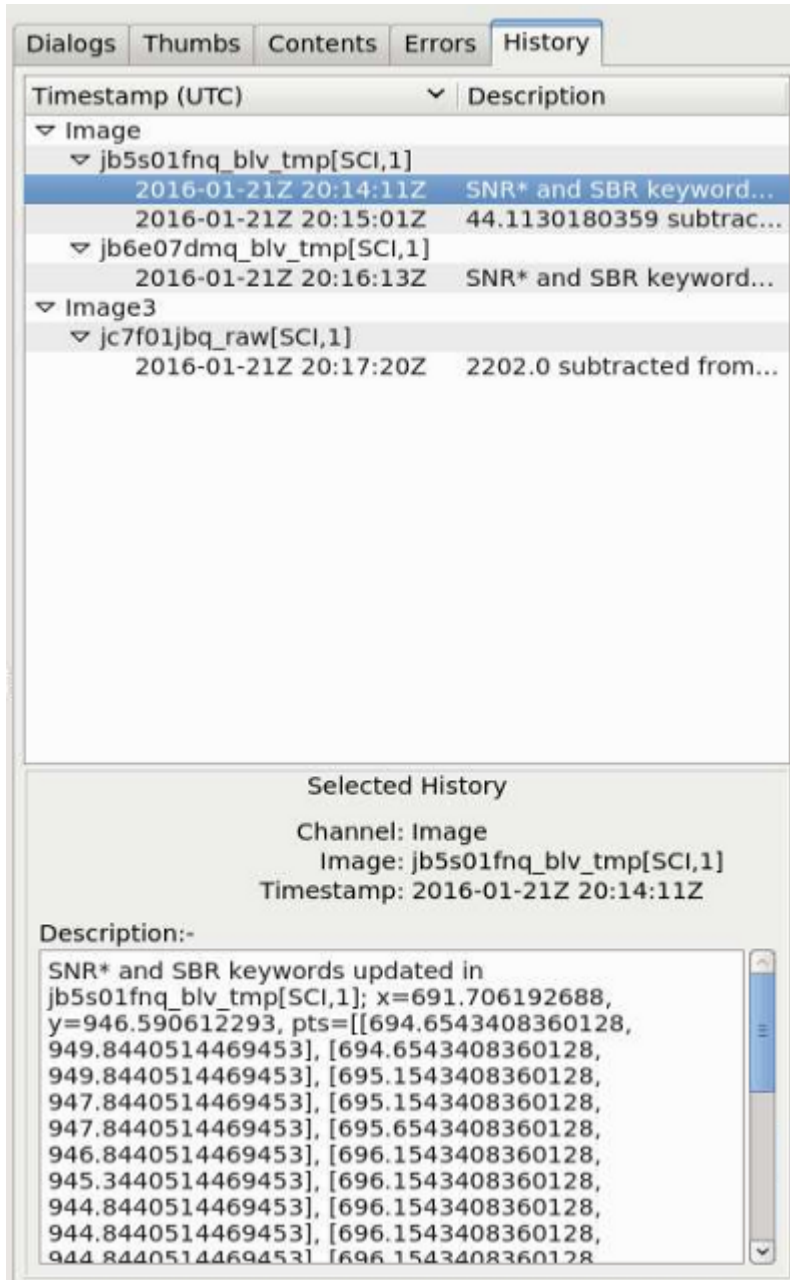 Dialogs Thumbs Contents Errors History
Timestamp (UTC) Description
Image
jb5s01fnq_blv_tmp[SCI,1]
2016-01-21Z 20:14:11Z SNR* and SBR keyword...
2016-01-21Z 20:15:01Z 44.1130180359 subtrac...
jb6e07dmq_blv_tmp[SCI,1]
2016-01-21Z 20:16:13Z SNR* and SBR keyword...
Image3
jc7f01jbq_raw[SCI,1]
2016-01-21Z 20:17:20Z 2202.0 subtracted from...
Selected History
Channel: Image
Image: jb5s01fnq_blv_tmp[SCI,1]
Timestamp: 2016-01-21Z 20:14:11Z
Description:-
SNR* and SBR keywords updated in
jb5s01fnq_blv_tmp[SCI,1]; x=691.706192688,
y=946.590612293, pts=[[694.6543408360128,
949.8440514469453], [694.6543408360128,
949.8440514469453], [695.1543408360128,
947.8440514469453], [695.1543408360128,
947.8440514469453], [695.6543408360128,
946.8440514469453], [696.1543408360128,
945.3440514469453], [696.1543408360128,
944.8440514469453], [696.1543408360128,
944.8440514469453], [696.1543408360128,
944.8440514469453], [696.1543408360128